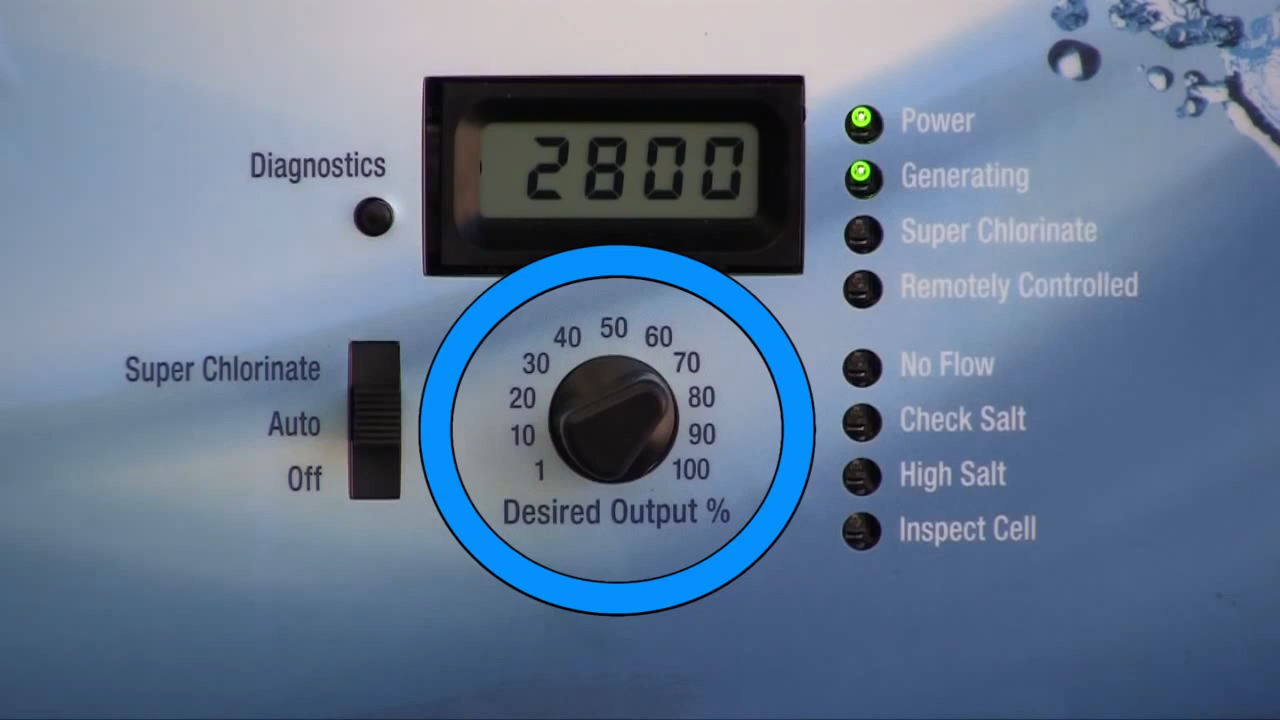 2800
Diagnostics
Super Chlorinate
Auto
Off
1
10
20
30
40
50
60
70
80
90
100
Desired Output %
Power
Generating
Super Chlorinate
Remotely Controlled
No Flow
Check Salt
High Salt
Inspect Cell